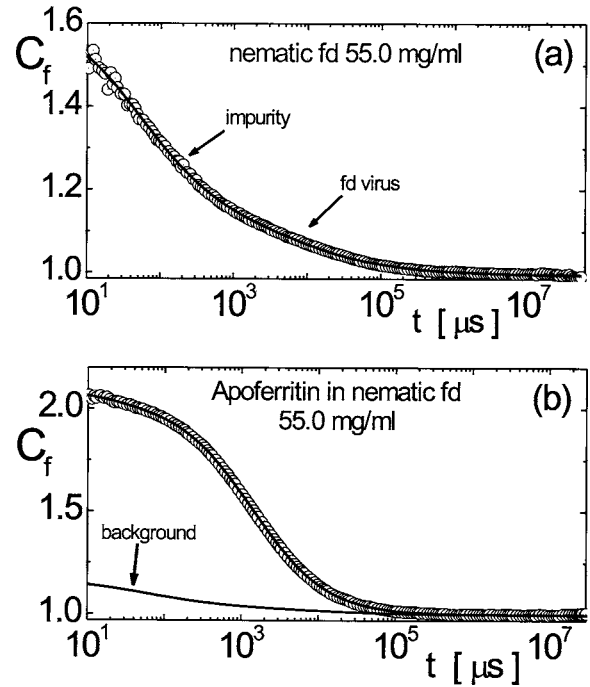 1.6
nematic fd 55.0 mg/ml
(a)
C_f
1.4
impurity
1.2
fd virus
1.0
10^1
10^3
10^5
10^7
t [ μs]
Apoferritin in nematic fd
55.0 mg/ml
(b)
2.0
C_f
1.5
background
1.0
10^1
10^3
10^5
10^7
t [ μs]